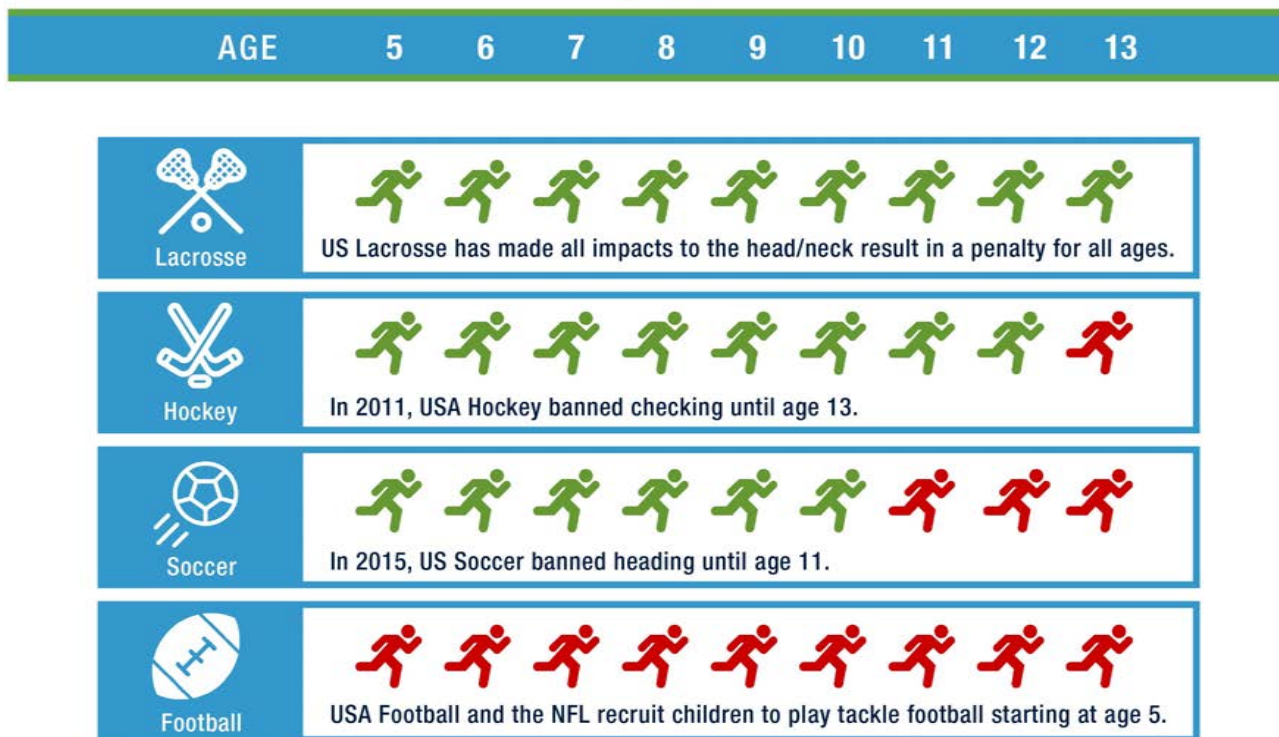 AGE 5 6 7 8 9 10 11 12 13
Lacrosse
US Lacrosse has made all impacts to the head/neck result in a penalty for all ages.
Hockey
In 2011, USA Hockey banned checking until age 13.
Soccer
In 2015, US Soccer banned heading until age 11.
Football
USA Football and the NFL recruit children to play tackle football starting at age 5.